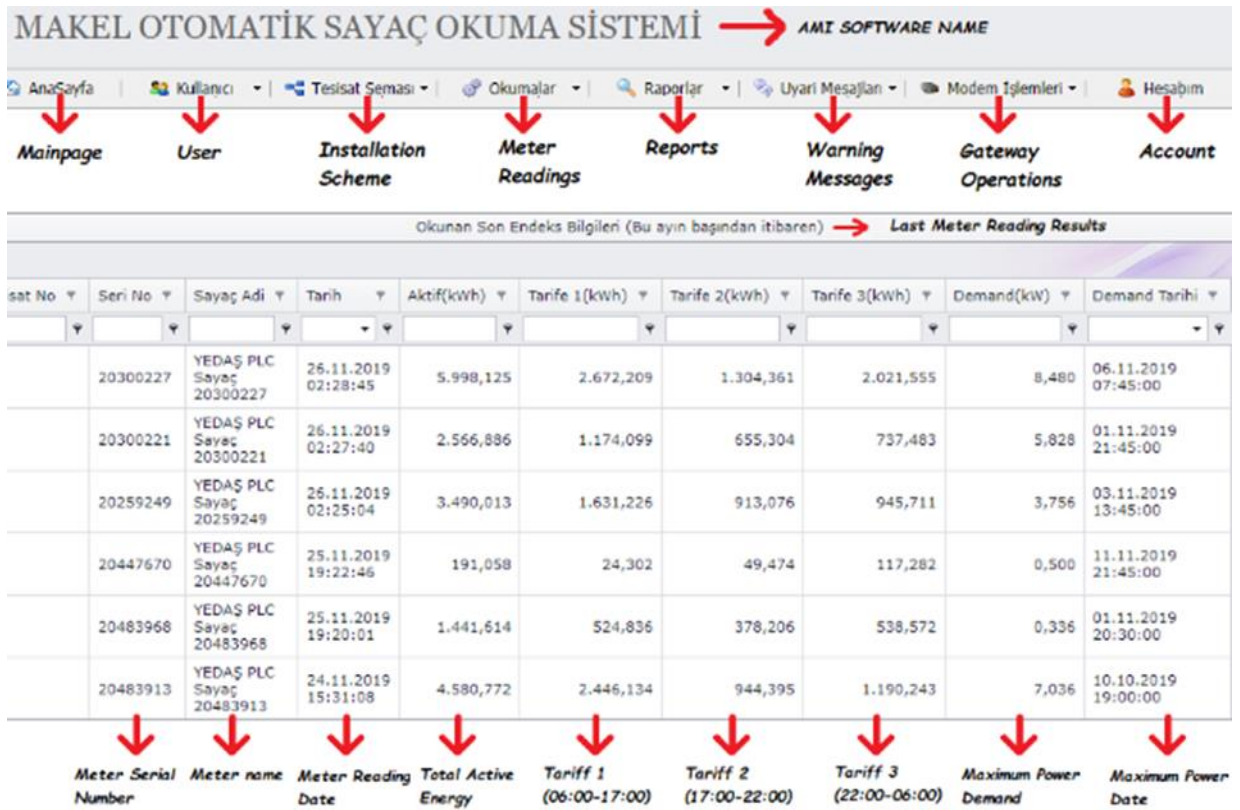 MAKEL OTOMATİK SAYAÇ OKUMA SİSTEMİ AMI SOFTWARE NAME
AnaSayfa Kullanıcı Tesisat Şeması Okumalar Raporlar Uyarı Mesajları Modem İşlemleri Hesabım
Mainpage User Installation Scheme Meter Readings Reports Warning Messages Gateway Operations Account
Okunan Son Endeks Bilgileri (Bu ayın başından itibaren) Last Meter Reading Results
sat No Seri No Sayaç Adi Tarih Aktif(kWh) Tarife 1(kWh) Tarife 2(kWh) Tarife 3(kWh) Demand(kW) Demand Tarihi
20300227 YEDAŞ PLC Sayaç 20300227 26.11.2019 02:28:45 5.998,125 2.672,209 1.304,361 2.021,555 8,480 06.11.2019 07:45:00
20300221 YEDAŞ PLC Sayaç 20300221 26.11.2019 02:27:40 2.566,886 1.174,099 655,304 737,483 5,828 01.11.2019 21:45:00
20259249 YEDAŞ PLC Sayaç 20259249 26.11.2019 02:25:04 3.490,013 1.631,226 913,076 945,711 3,756 03.11.2019 13:45:00
20447670 YEDAŞ PLC Sayaç 20447670 25.11.2019 19:22:46 191,058 24,302 49,474 117,282 0,500 11.11.2019 21:45:00
20483968 YEDAŞ PLC Sayaç 20483968 25.11.2019 19:20:01 1.441,614 524,836 378,206 538,572 0,336 01.11.2019 20:30:00
20483913 YEDAŞ PLC Sayaç 20483913 24.11.2019 15:31:08 4.580,772 2.446,134 944,395 1.190,243 7,036 10.10.2019 19:00:00
Meter Serial Number Meter name Meter Reading Date Total Active Energy Tariff 1 (06:00-17:00) Tariff 2 (17:00-22:00) Tariff 3 (22:00-06:00) Maximum Power Demand Maximum Power Date